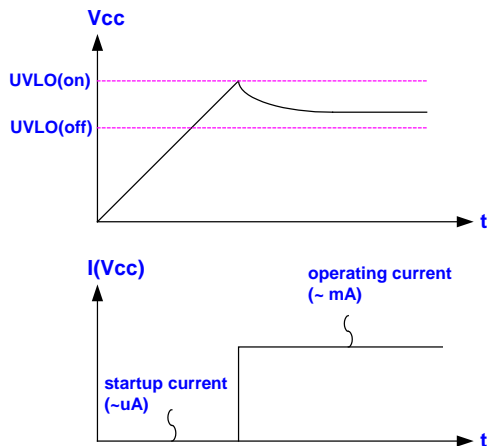 Vcc
UVLO(on)
UVLO(off)
t
I(Vcc)
operating current
(~ mA)
startup current
(~uA)
t